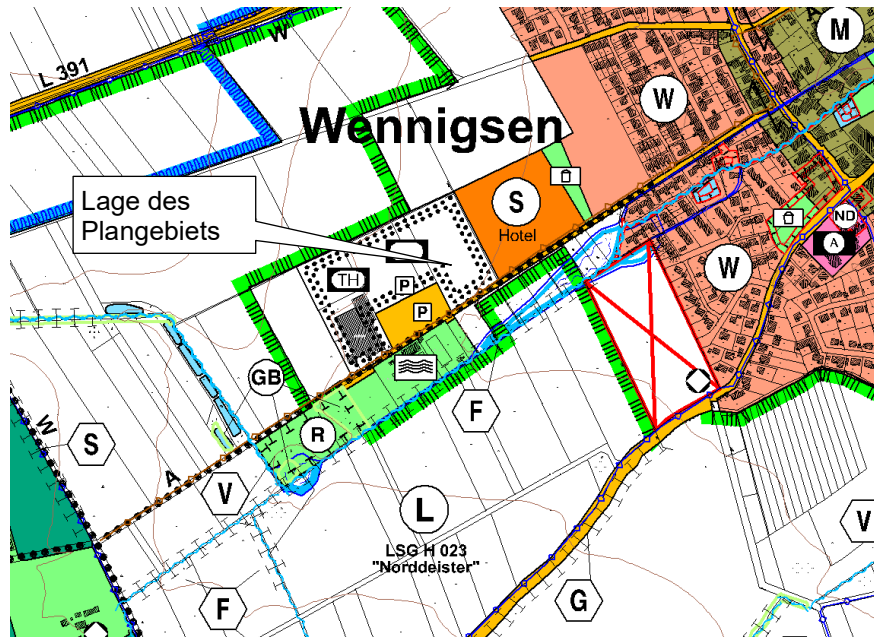 L 391
W
M
W
Wennigsen
Lage des
Plangebiets
S
Hotel
ND
A
TH
P
P
W
GB
F
S
R
W
A
V
L
LSG H 023
"Norddeister"
V
F
G